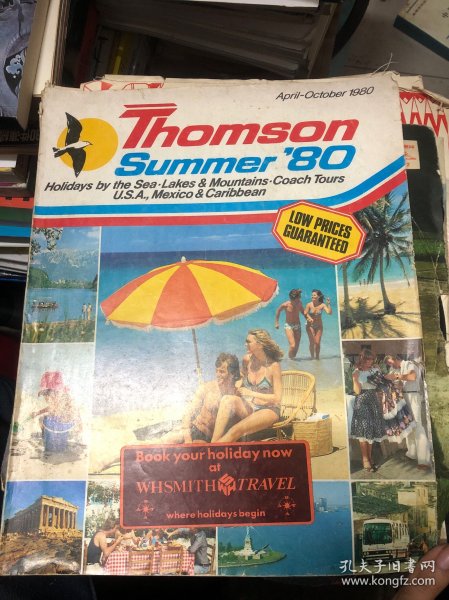 April-October 1980
Thomson
Summer '80
Holidays by the Sea·Lakes & Mountains·Coach Tours
U.S.A., Mexico & Caribbean
LOW PRICES
GUARANTEED
Book your holiday now
at
WHSMITH TRAVEL
where holidays begin
孔夫子旧书网
www.kongfz.com